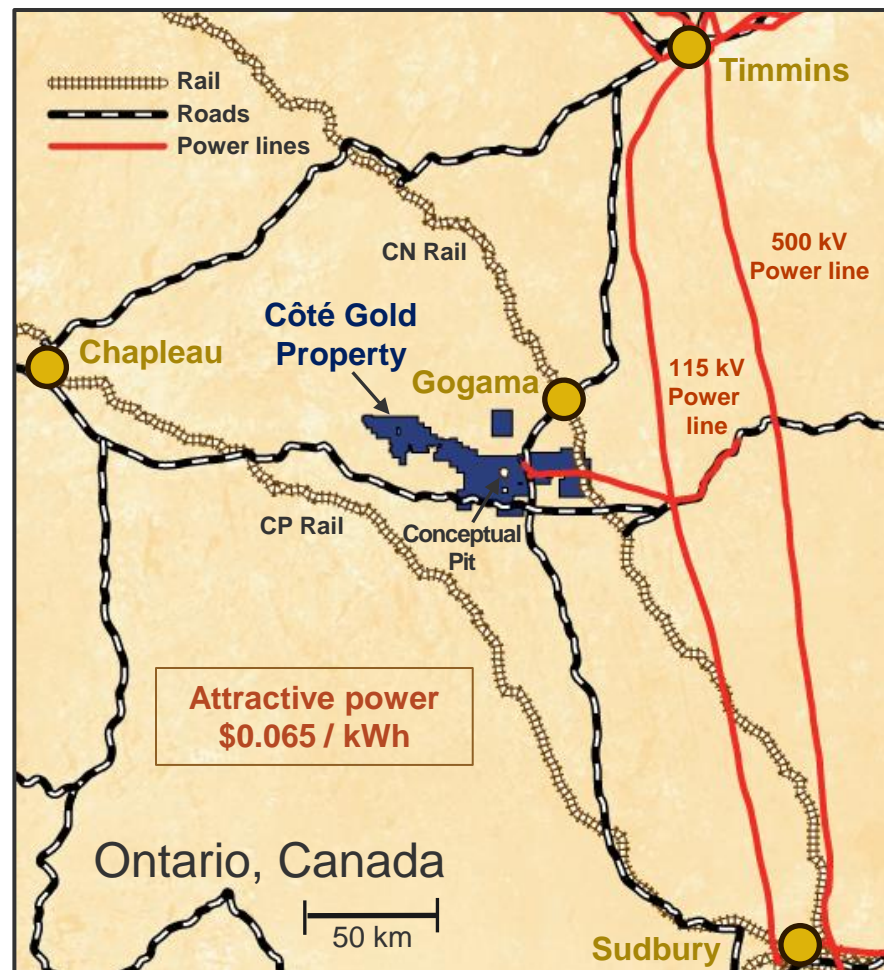 Timmins
Rail
Roads
Power lines
CN Rail
500 kV
Power line
Côté Gold
Property
Chapleau
Gogama
115 kV
Power
line
CP Rail
Conceptual
Pit
Attractive power
$0.065 / kWh
Ontario, Canada
50 km
Sudbury